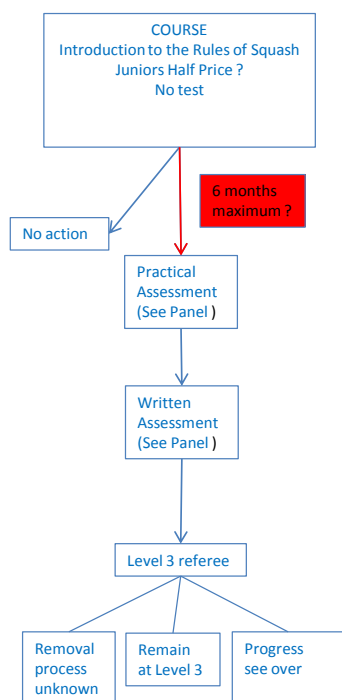 COURSE
Introduction to the Rules of Squash
Juniors Half Price ?
No test
6 months
maximum ?
No action
Practical
Assessment
(See Panel )
Written
Assessment
(See Panel )
Level 3 referee
Removal
process
unknown
Remain
at Level 3
Progress
see over